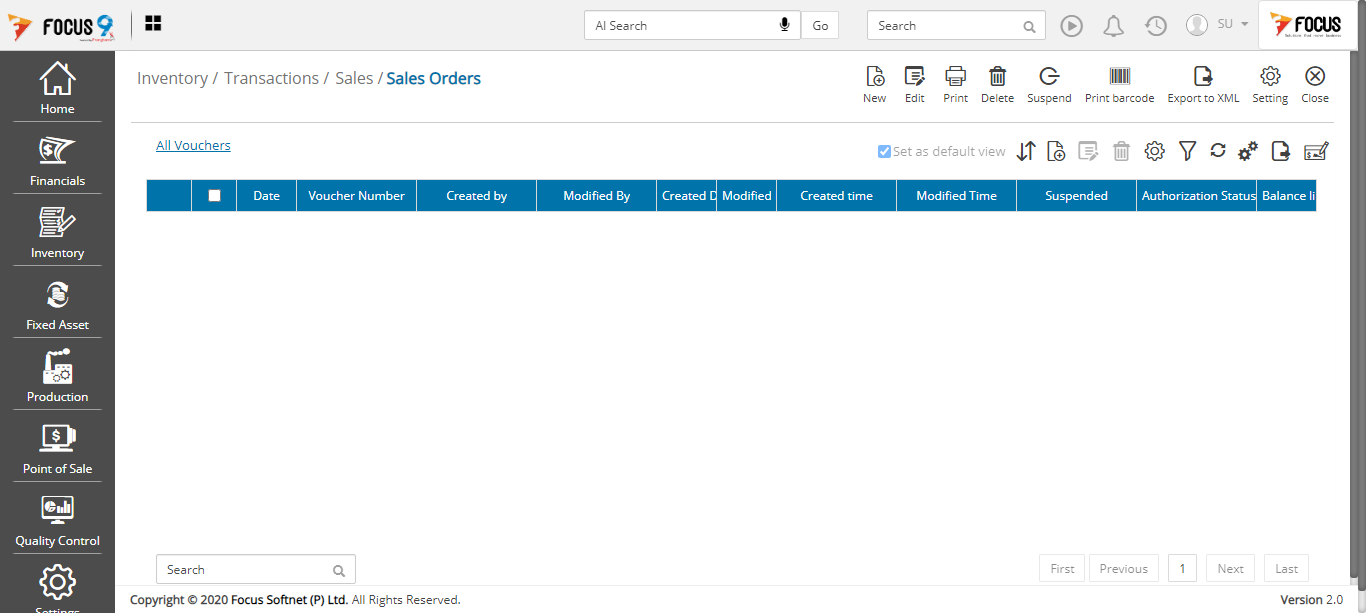 FOCUS 9
AI Search
Go
Search
SU
FOCUS
Home
Financials
Inventory
Fixed Asset
Production
Point of Sale
Quality Control
Settings
Inventory / Transactions / Sales / Sales Orders
New
Edit
Print
Delete
Suspend
Print barcode
Export to XML
Setting
Close
All Vouchers
Set as default view
Date
Voucher Number
Created by
Modified By
Created D
Modified
Created time
Modified Time
Suspended
Authorization Status
Balance li
Search
First
Previous
1
Next
Last
Copyright © 2020 Focus Softnet (P) Ltd. All Rights Reserved.
Version 2.0